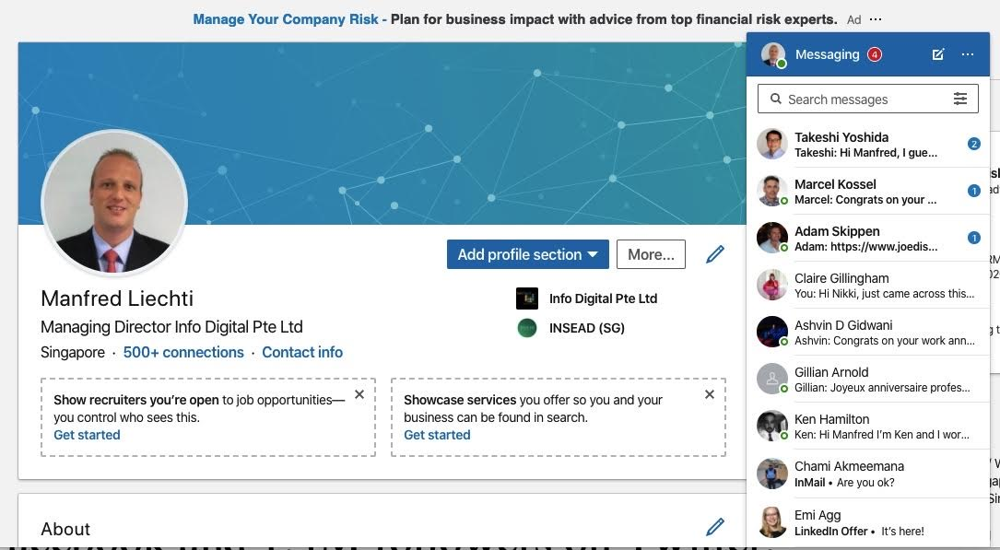 Manage Your Company Risk - Plan for business impact with advice from top financial risk experts. Ad ...
Add profile section
More...
Manfred Liechti
Managing Director Info Digital Pte Ltd
Singapore · 500+ connections · Contact info
Info Digital Pte Ltd
INSEAD (SG)
Show recruiters you're open to job opportunities—
you control who sees this.
Get started
Showcase services you offer so you and your
business can be found in search.
Get started
About
Messaging 4
Search messages
Takeshi Yoshida
Takeshi: Hi Manfred, I gue...
2
Marcel Kossel
Marcel: Congrats on your ...
1
Adam Skippen
Adam: https://www.joedis...
1
Claire Gillingham
You: Hi Nikki, just came across this...
Ashvin D Gidwani
Ashvin: Congrats on your work ann...
Gillian Arnold
Gillian: Joyeux anniversaire profes...
Ken Hamilton
Ken: Hi Manfred I'm Ken and I wor...
Chami Akmeemana
InMail • Are you ok?
Emi Agg
LinkedIn Offer • It's here!